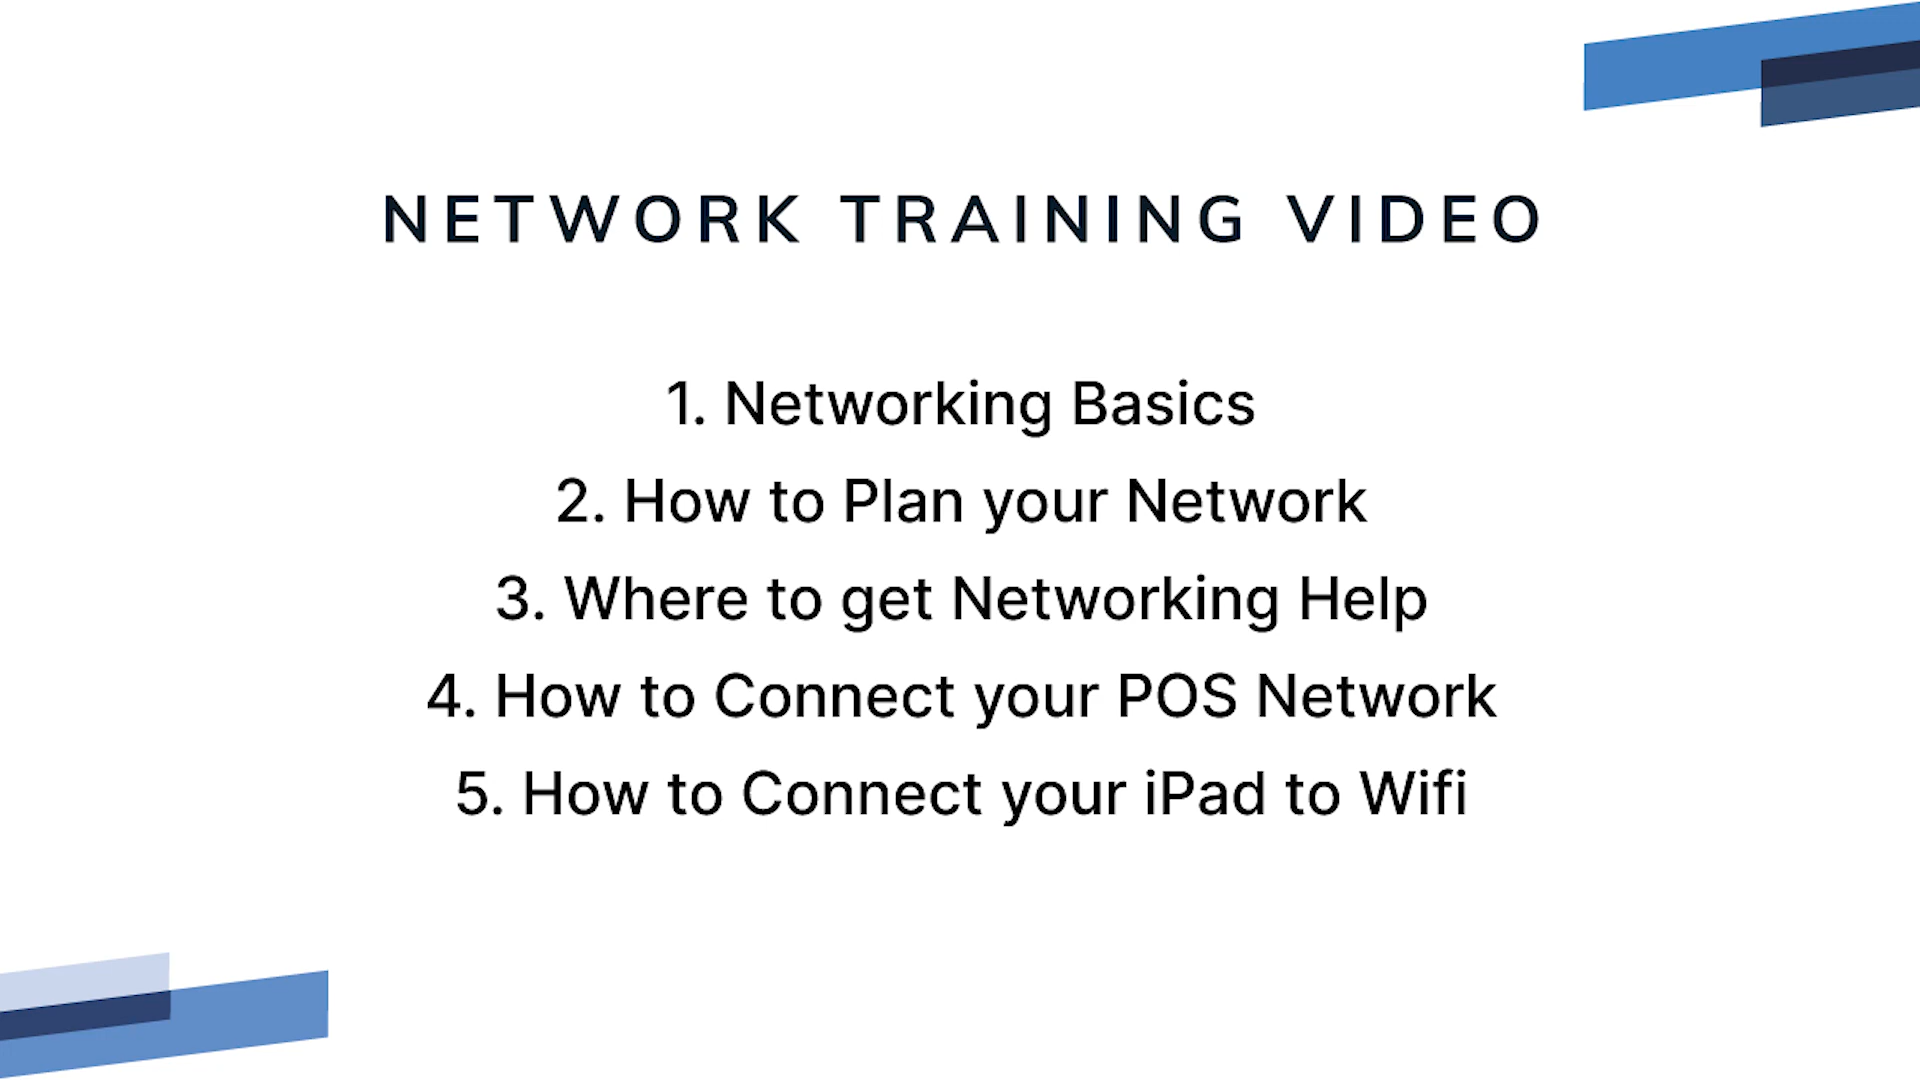 NETWORK TRAINING VIDEO
1. Networking Basics
2. How to Plan your Network
3. Where to get Networking Help
4. How to Connect your POS Network
5. How to Connect your iPad to Wifi